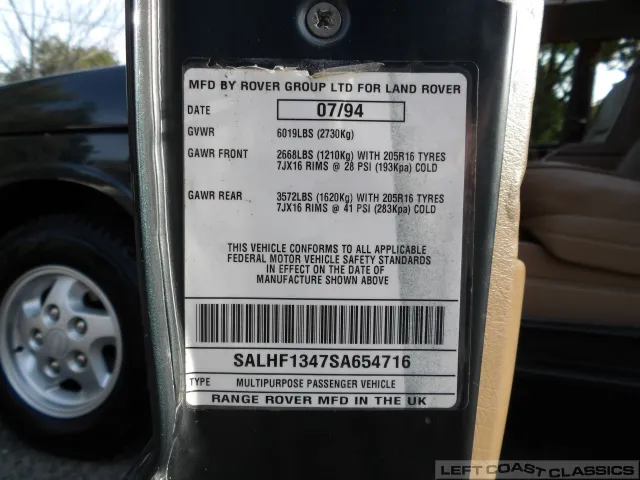 MFD BY ROVER GROUP LTD FOR LAND ROVER
DATE 07/94
GVWR 6019LBS (2730Kg)
GAWR FRONT 2668LBS (1210Kg) WITH 205R16 TYRES
7JX16 RIMS @ 28 PSI (193Kpa) COLD
GAWR REAR 3572LBS (1620Kg) WITH 205R16 TYRES
7JX16 RIMS @ 41 PSI (283Kpa) COLD
THIS VEHICLE CONFORMS TO ALL APPLICABLE
FEDERAL MOTOR VEHICLE SAFETY STANDARDS
IN EFFECT ON THE DATE OF
MANUFACTURE SHOWN ABOVE
SALHF1347SA654716
TYPE MULTIPURPOSE PASSENGER VEHICLE
RANGE ROVER MFD IN THE UK
LEFT COAST CLASSICS